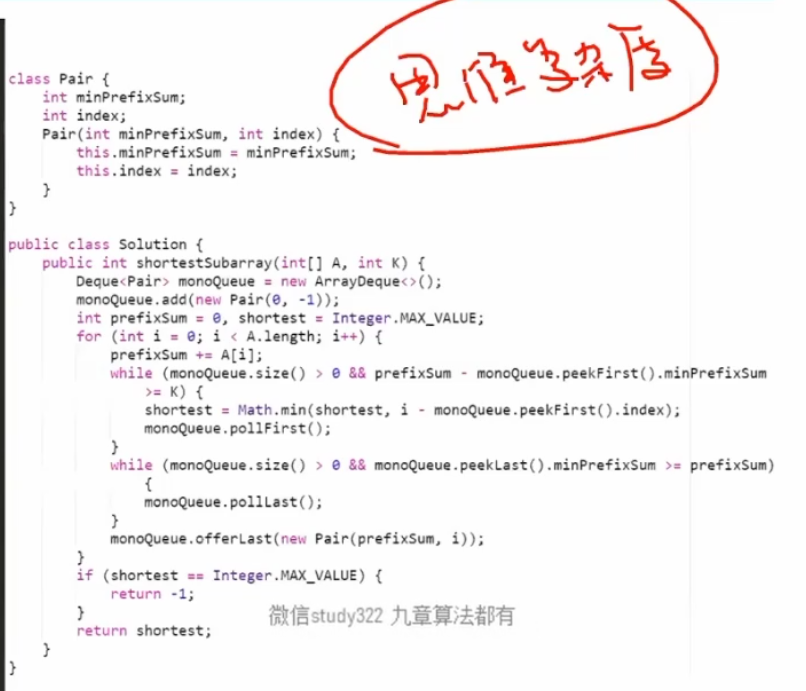 思维复杂度
class Pair {
int minPrefixSum;
int index;
Pair(int minPrefixSum, int index) {
this.minPrefixSum = minPrefixSum;
this.index = index;
}
}
public class Solution {
public int shortestSubarray(int[] A, int K) {
Deque<Pair> monoQueue = new ArrayDeque<>();
monoQueue.add(new Pair(0, -1));
int prefixSum = 0, shortest = Integer.MAX_VALUE;
for (int i = 0; i < A.length; i++) {
prefixSum += A[i];
while (monoQueue.size() > 0 && prefixSum - monoQueue.peekFirst().minPrefixSum
>= K) {
shortest = Math.min(shortest, i - monoQueue.peekFirst().index);
monoQueue.pollFirst();
}
while (monoQueue.size() > 0 && monoQueue.peekLast().minPrefixSum >= prefixSum)
{
monoQueue.pollLast();
}
monoQueue.offerLast(new Pair(prefixSum, i));
}
if (shortest == Integer.MAX_VALUE) {
return -1;
}
return shortest;
}
}
微信study322 九章算法都有